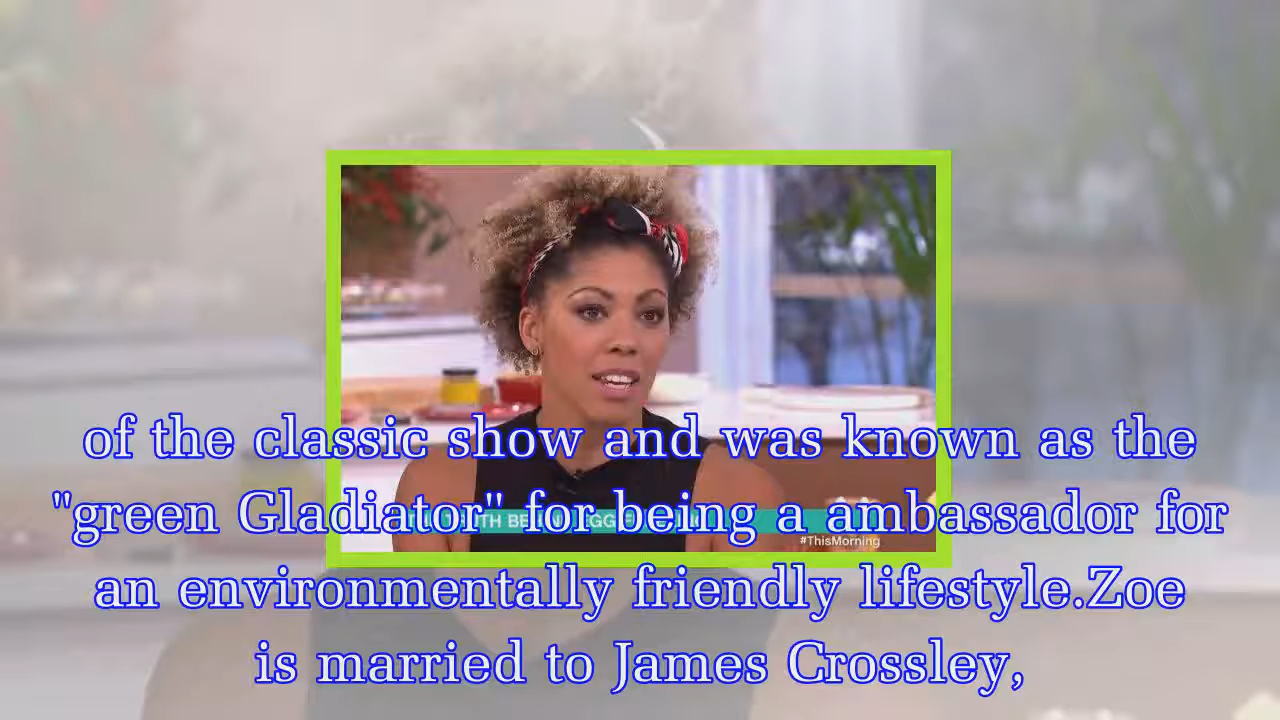 of the classic show and was known as the
"green Gladiator" for being a ambassador for
an environmentally friendly lifestyle.Zoe
is married to James Crossley,
#ThisMorning